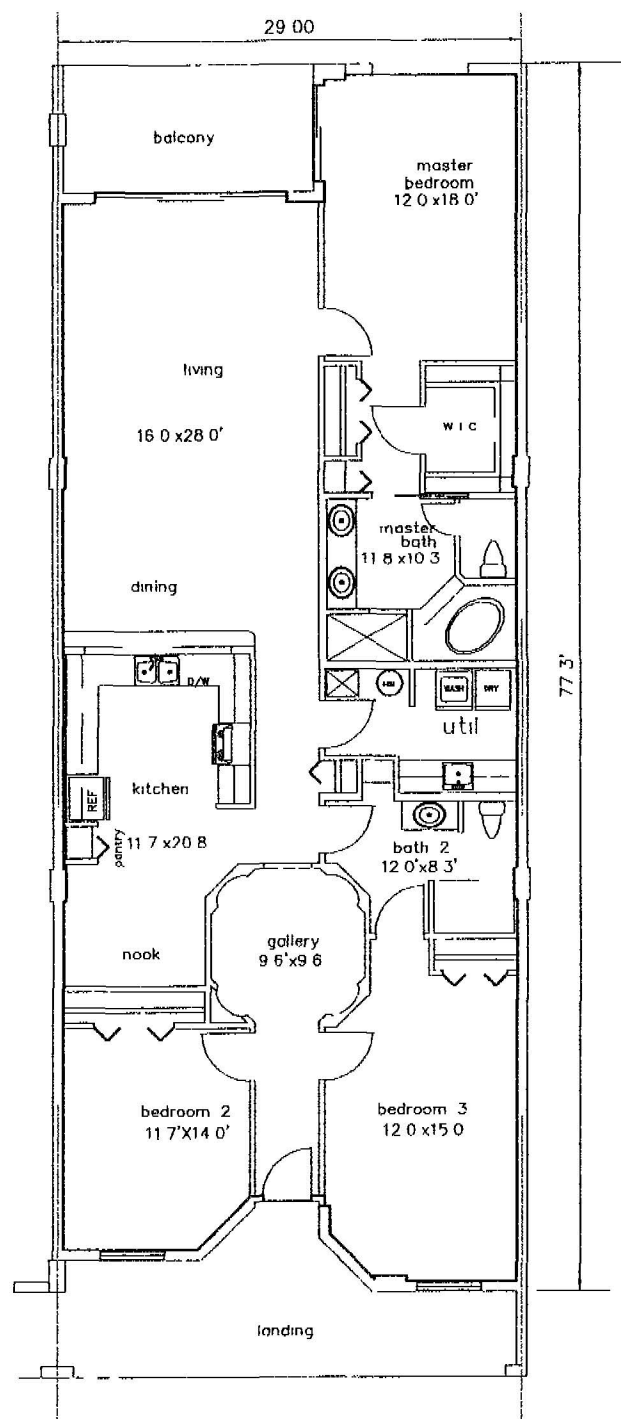 29 00
balcony
master
bedroom
12 0 x18 0'
living
16 0 x28 0'
W I C
master
bath
11 8 x10 3
dining
77 3'
D/W
WASH
DRY
util
REF
kitchen
pantry
11 7 x20 8
bath 2
12 0'x8 3'
gallery
9 6'x9 6
nook
bedroom 2
11 7'X14 0'
bedroom 3
12 0 x15 0
landing